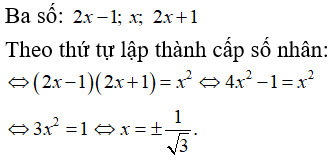 Ba số: 2x−1; x; 2x+1
Theo thứ tự lập thành cấp số nhân:
⇔(2x−1)(2x+1)=x² ⇔ 4x²−1=x²
⇔3x²=1⇔x=±1/√3.